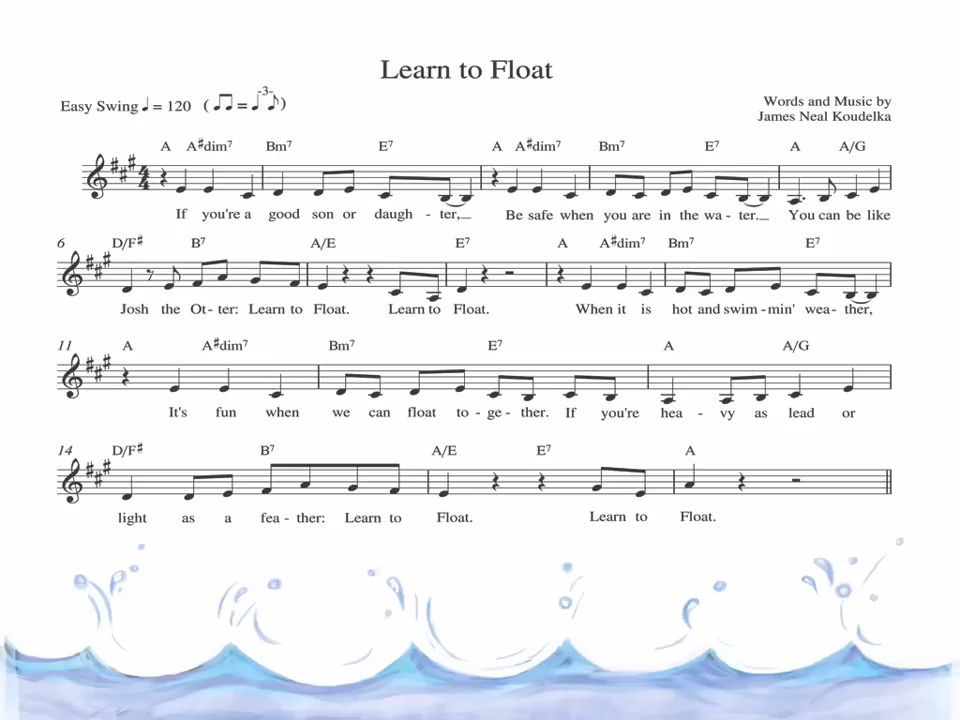 Learn to Float
Easy Swing ♩ = 120 (♫ = ♩ ♪) -3-
Words and Music by
James Neal Koudelka
A A♯dim7 Bm7 E7 A A♯dim7 Bm7 E7 A A/G
4/4
If you're a good son or daugh - ter,_ Be safe when you are in the wa - ter._ You can be like
6 D/F♯ B7 A/E E7 A A♯dim7 Bm7 E7
Josh the Ot - ter: Learn to Float. Learn to Float. When it is hot and swim - min' wea - ther,
11 A A♯dim7 Bm7 E7 A A/G
It's fun when we can float to - ge - ther. If you're hea - vy as lead or
14 D/F♯ B7 A/E E7 A
light as a fea - ther: Learn to Float. Learn to Float.